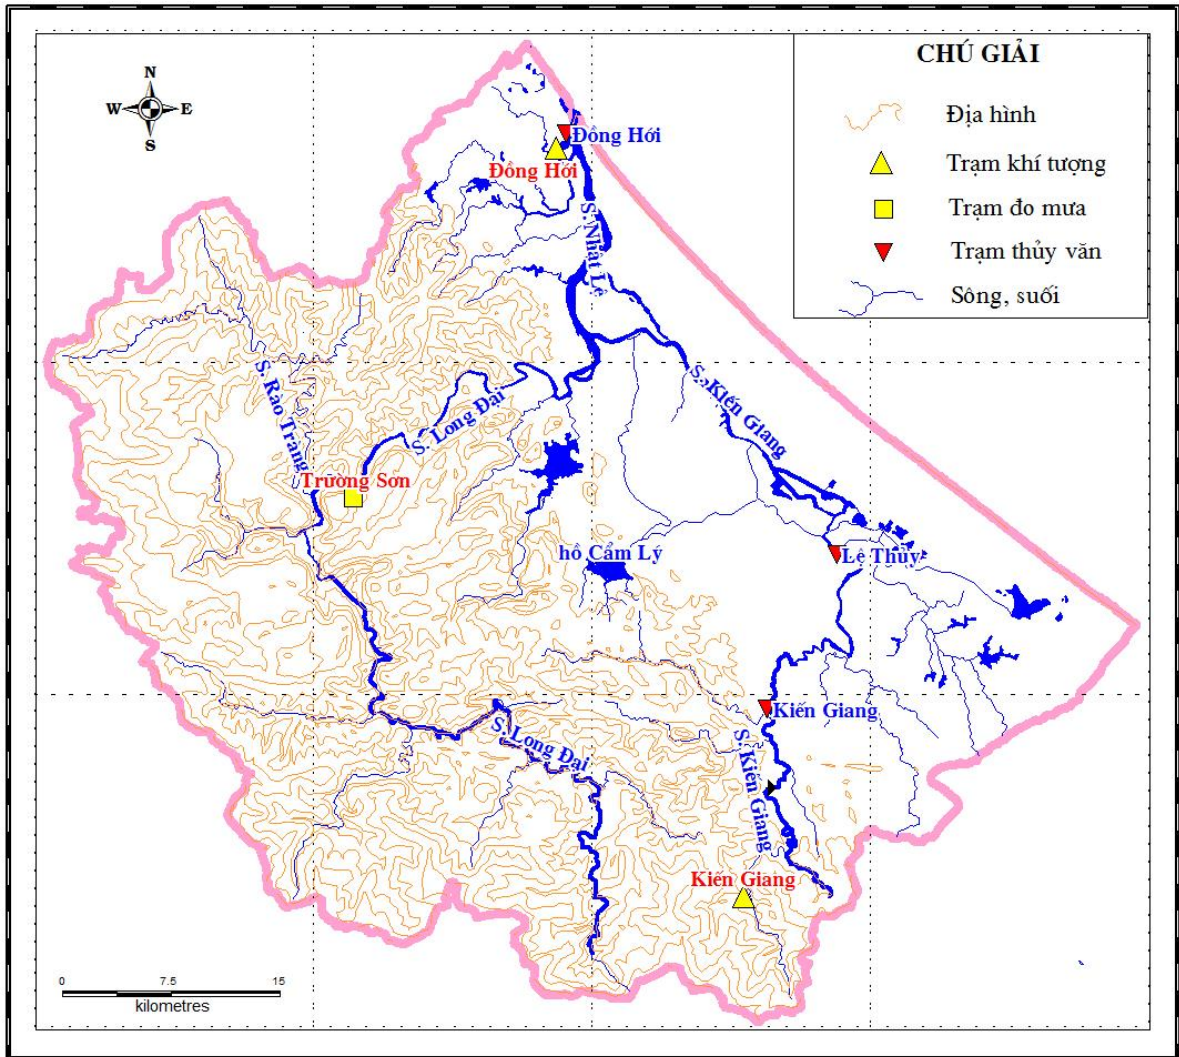 CHÚ GIẢI
Địa hình
Trạm khí tượng
Trạm đo mưa
Trạm thủy văn
Sông, suối
N
W E
S
Đồng Hới
Đồng Hới
S. Nhật Lệ
S. Rào Tràng
S. Long Đại
S. Kiến Giang
Trường Sơn
hồ Cẩm Lý
Lệ Thủy
Kiến Giang
S. Long Đại
S. Kiến Giang
Kiến Giang
0 7.5 15
kilometres